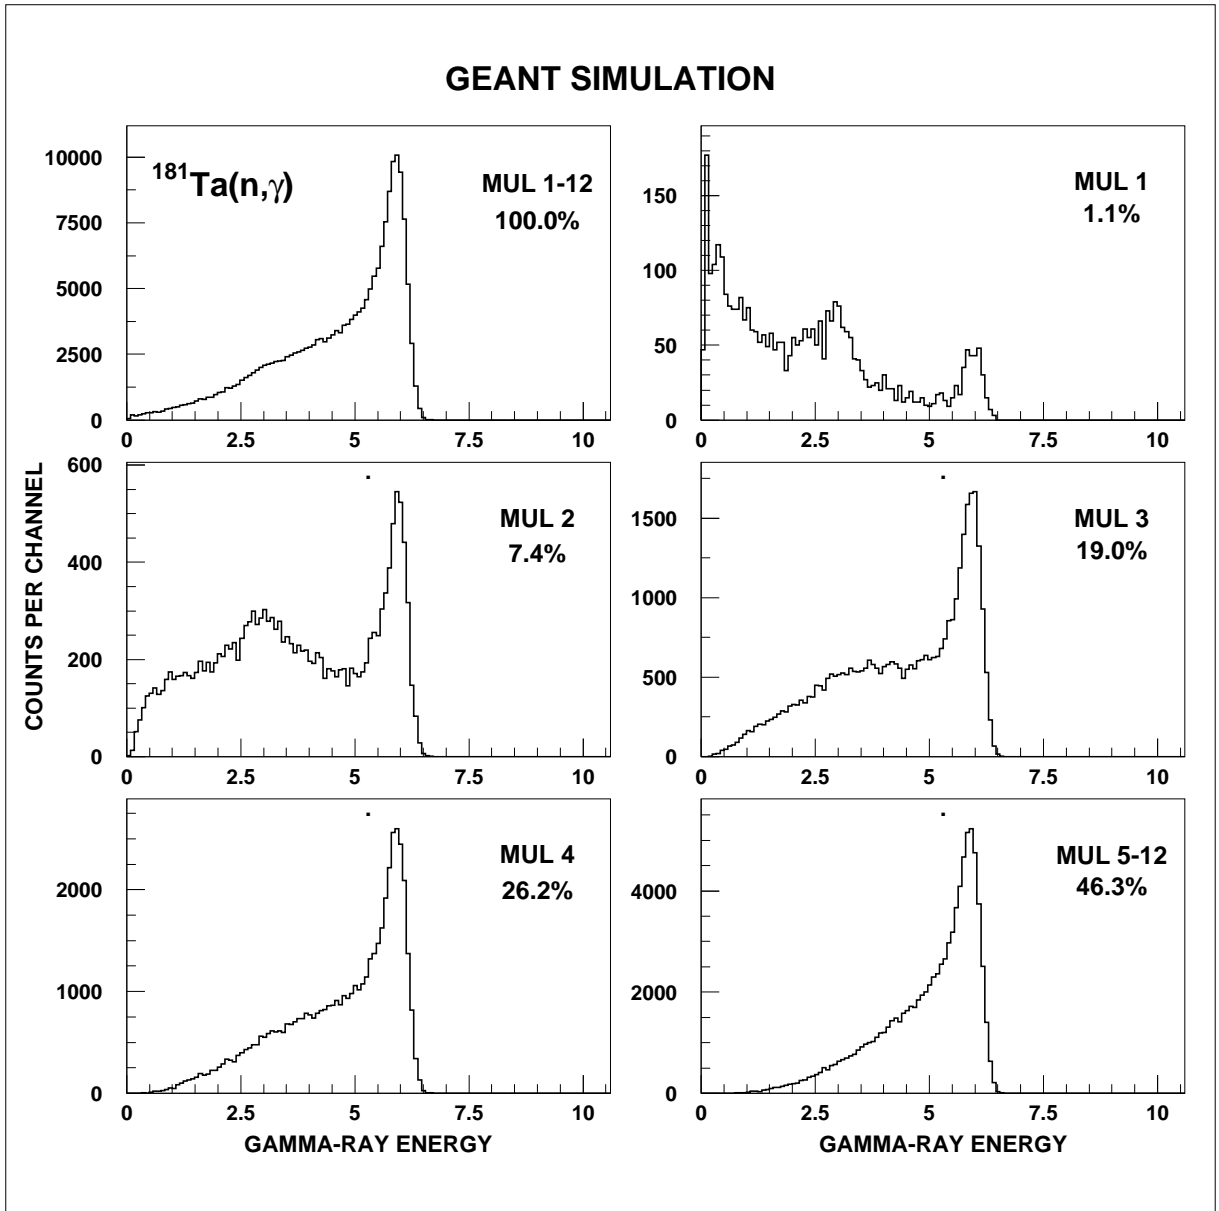 GEANT SIMULATION
181Ta(n,γ)
MUL 1-12
100.0%
10000
7500
5000
2500
0
0 2.5 5 7.5 10
MUL 1
1.1%
150
100
50
0
0 2.5 5 7.5 10
COUNTS PER CHANNEL
MUL 2
7.4%
600
400
200
0
0 2.5 5 7.5 10
MUL 3
19.0%
1500
1000
500
0
0 2.5 5 7.5 10
MUL 4
26.2%
2000
1000
0
0 2.5 5 7.5 10
GAMMA-RAY ENERGY
MUL 5-12
46.3%
4000
2000
0
0 2.5 5 7.5 10
GAMMA-RAY ENERGY